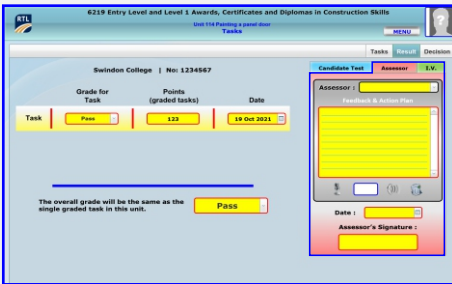 RTL
6219 Entry Level and Level 1 Awards, Certificates and Diplomas in Construction Skills
Unit 114 Painting a panel door
Tasks
MENU
?
Tasks Result Decision
Swindon College | No: 1234567
Candidate Text Assessor I.V.
Assessor :
Feedback & Action Plan
Grade for Task
Points (graded tasks)
Date
Task Pass 123 19 Oct 2021
The overall grade will be the same as the
single graded task in this unit.
Pass
Date :
Assessor's Signature :